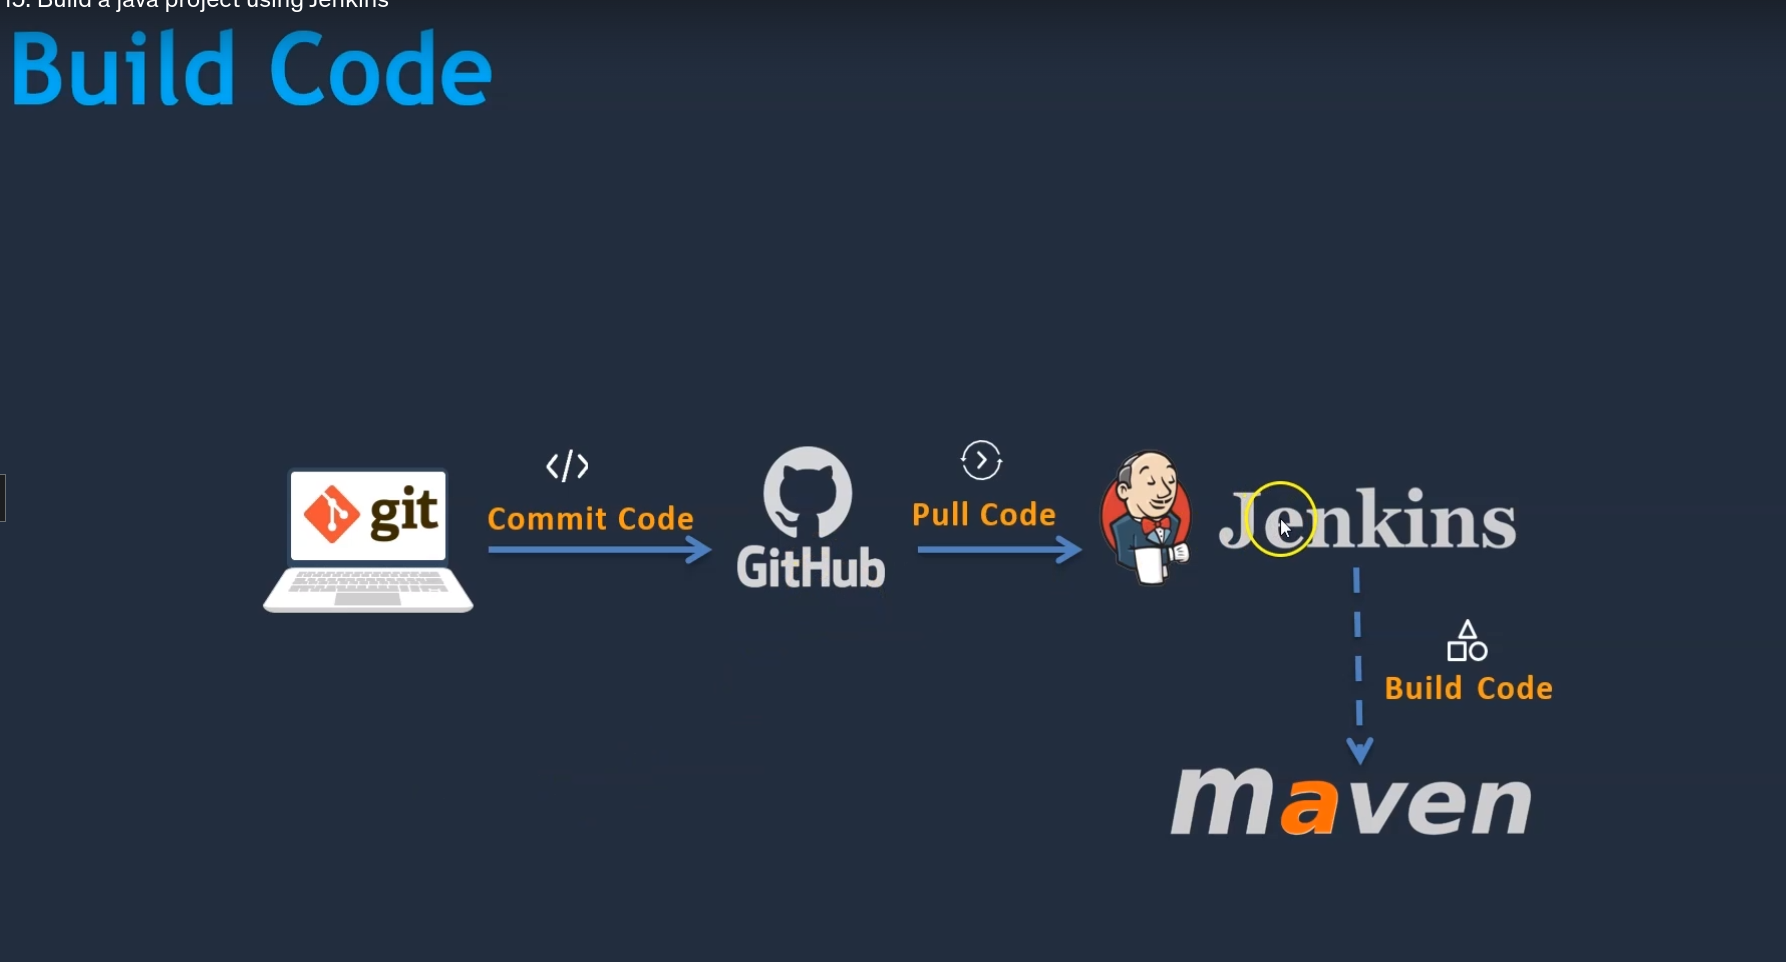 15. Build a java project using Jenkins
Build Code
git
</>
Commit Code
GitHub
Pull Code
Jenkins
Build Code
maven